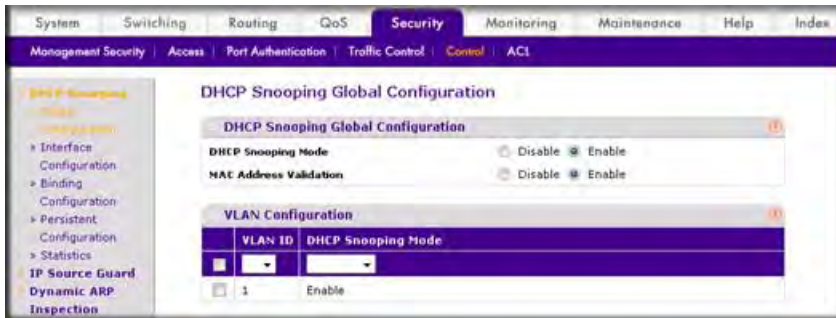 System Switching Routing QoS Security Monitoring Maintenance Help Index
Management Security Access Port Authentication Traffic Control Control ACL
DHCP Snooping
Configuration
Interface
Configuration
Binding
Configuration
Persistent
Configuration
Statistics
IP Source Guard
Dynamic ARP
Inspection
DHCP Snooping Global Configuration
DHCP Snooping Global Configuration
DHCP Snooping Mode Disable Enable
MAC Address Validation Disable Enable
VLAN Configuration
VLAN ID DHCP Snooping Mode
1 Enable